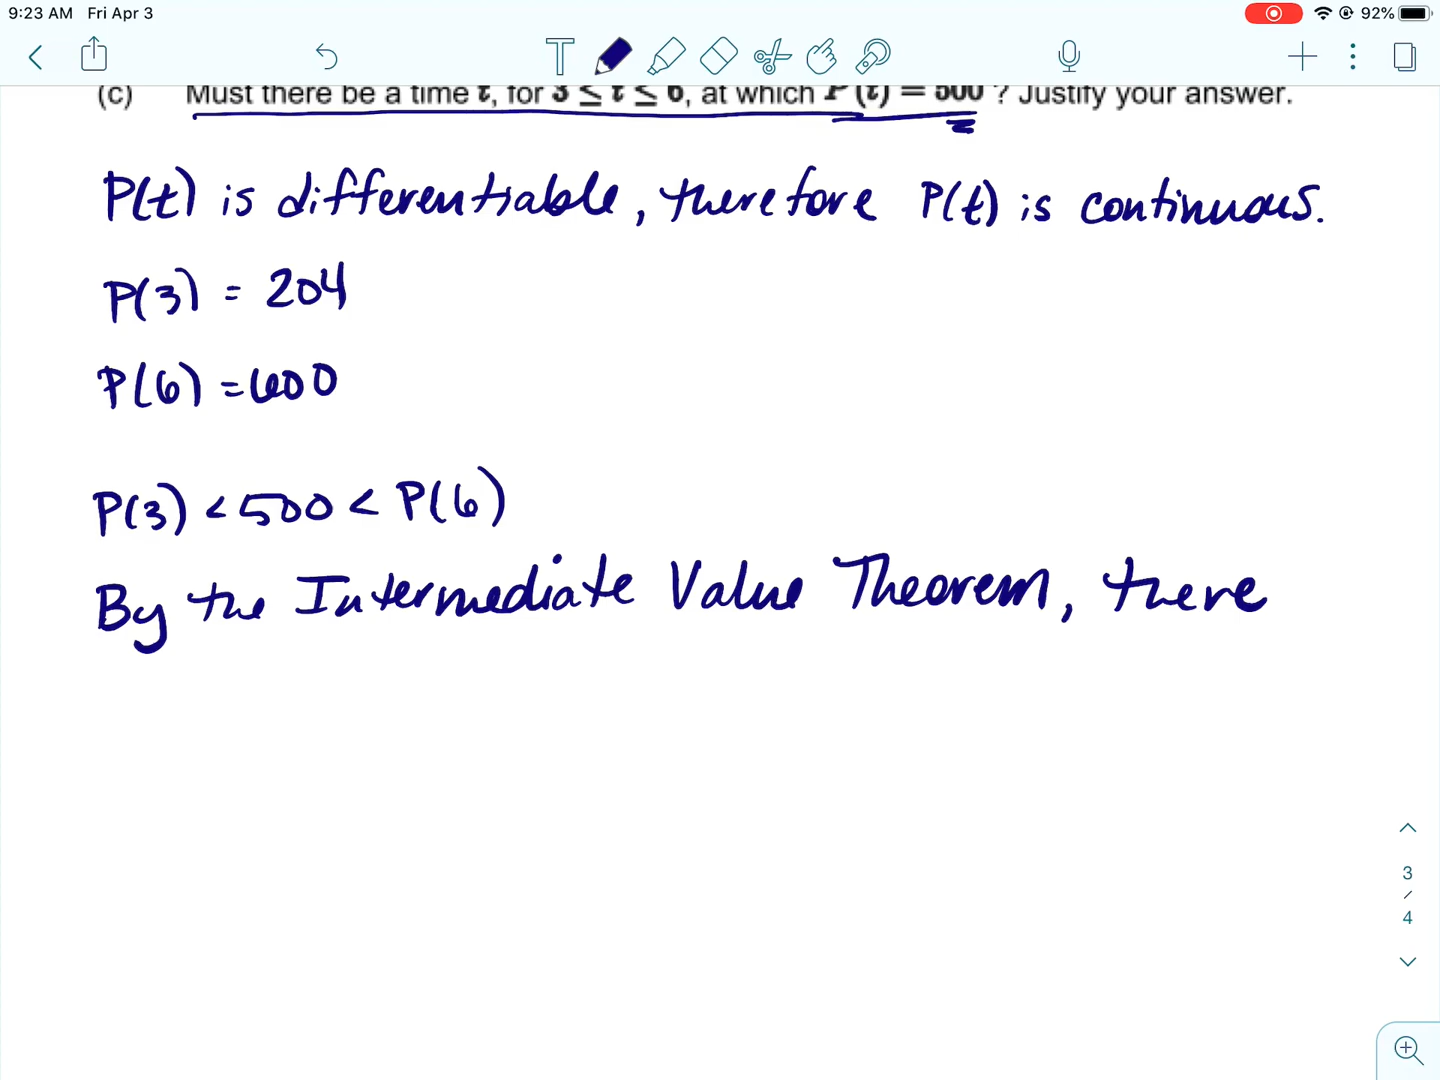 9:23 AM Fri Apr 3 92%
T
(c) Must there be a time t, for 3 ≤ t ≤ 6, at which P(t) = 500 ? Justify your answer.
P(t) is differentiable, therefore P(t) is continuous.
P(3) = 204
P(6) = 600
P(3) < 500 < P(6)
By the Intermediate Value Theorem, there
3
/
4